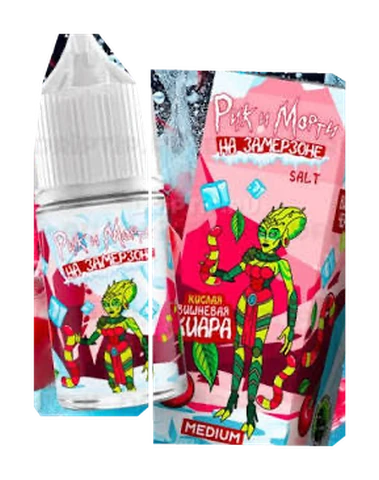 Рик и Морти
НА ЗАМЕРЗОНЕ
Рик и Морти
НА ЗАМЕРЗОНЕ
SALT
КИСЛАЯ
ВИШНЕВАЯ
КИАРА
MEDIUM